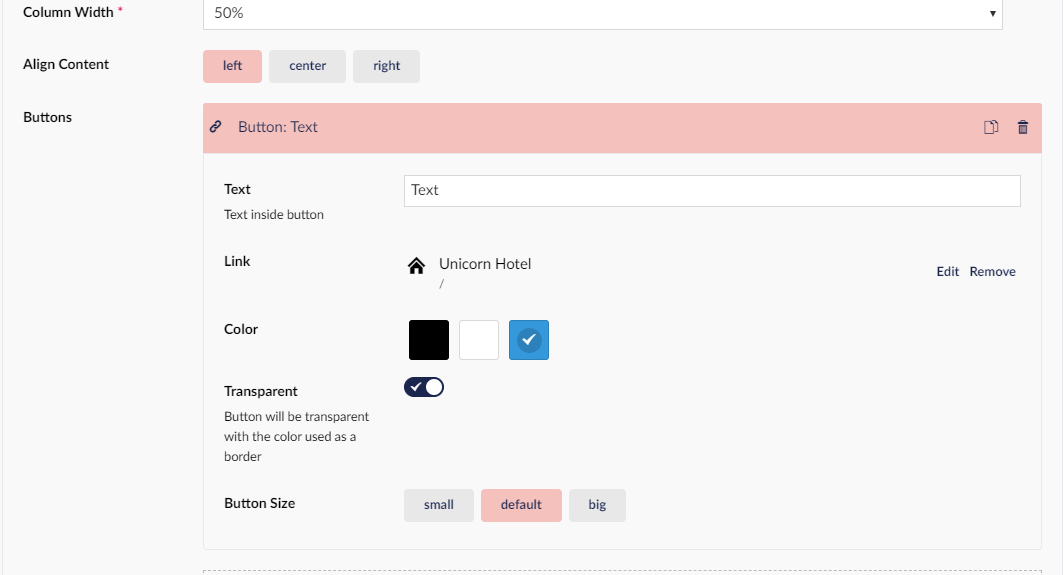 Column Width *
50%
Align Content
left center right
Buttons
Button: Text
Text
Text
Text inside button
Link
Unicorn Hotel
/
Edit Remove
Color
Transparent
Button will be transparent
with the color used as a
border
Button Size
small default big